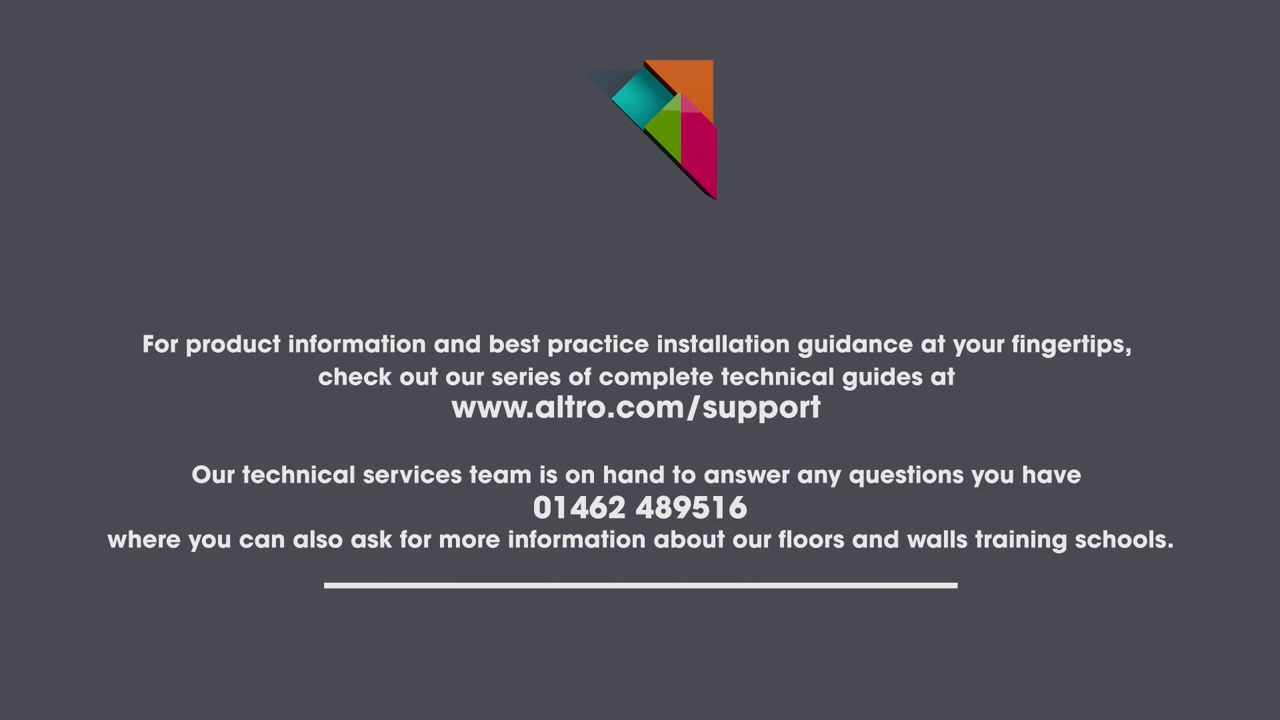 For product information and best practice installation guidance at your fingertips,
check out our series of complete technical guides at
www.altro.com/support
Our technical services team is on hand to answer any questions you have
01462 489516
where you can also ask for more information about our floors and walls training schools.